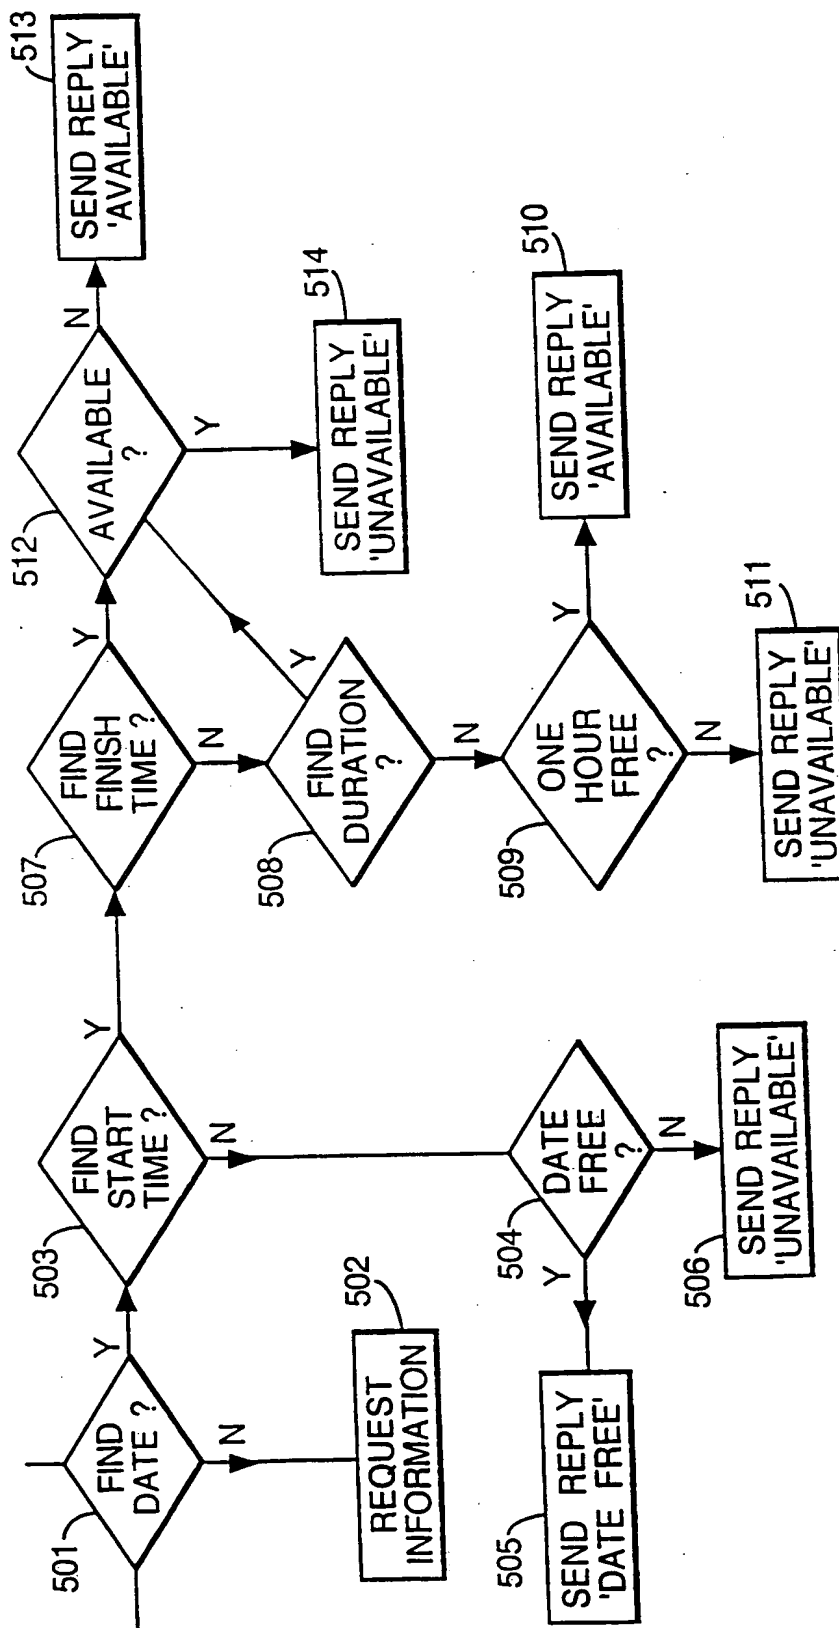 501
FIND
DATE ?
Y
N
REQUEST
INFORMATION
502
503
FIND
START
TIME ?
Y
N
504
DATE
FREE
?
Y
N
505
SEND REPLY
'DATE FREE'
506
SEND REPLY
'UNAVAILABLE'
507
FIND
FINISH
TIME ?
Y
N
508
FIND
DURATION
?
Y
N
509
ONE
HOUR
FREE
?
Y
N
SEND REPLY
'AVAILABLE'
510
SEND REPLY
'UNAVAILABLE'
511
512
AVAILABLE
?
N
Y
SEND REPLY
'AVAILABLE'
513
SEND REPLY
'UNAVAILABLE'
514